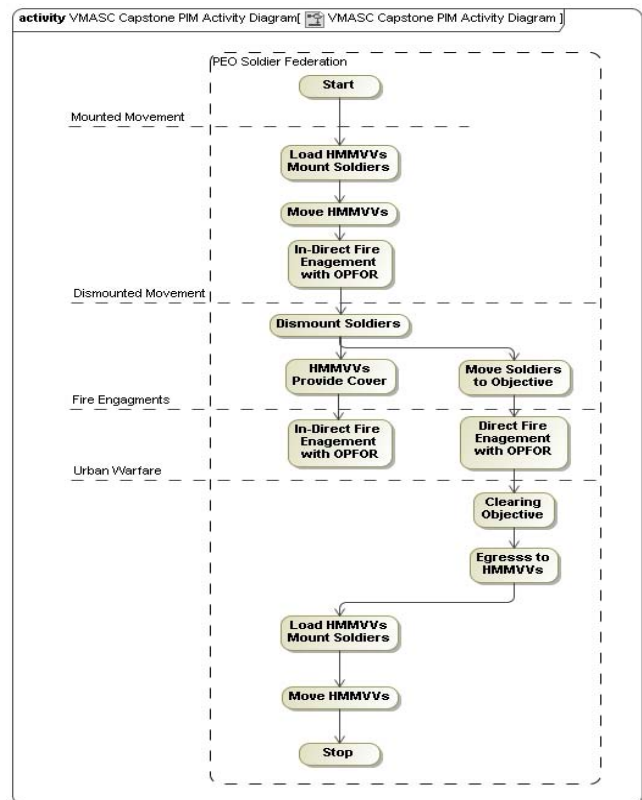 activity VMASC Capstone PIM Activity Diagram[ VMASC Capstone PIM Activity Diagram ]
PEO Soldier Federation
Start
Mounted Movement
Load HMMVVs
Mount Soldiers
Move HMMVVs
In-Direct Fire
Enagement
with OPFOR
Dismounted Movement
Dismount Soldiers
HMMVVs
Provide Cover
Move Soldiers
to Objective
Fire Engagments
In-Direct Fire
Enagement
with OPFOR
Direct Fire
Enagement
with OPFOR
Urban Warfare
Clearing
Objective
Egresss to
HMMVVs
Load HMMVVs
Mount Soldiers
Move HMMVVs
Stop